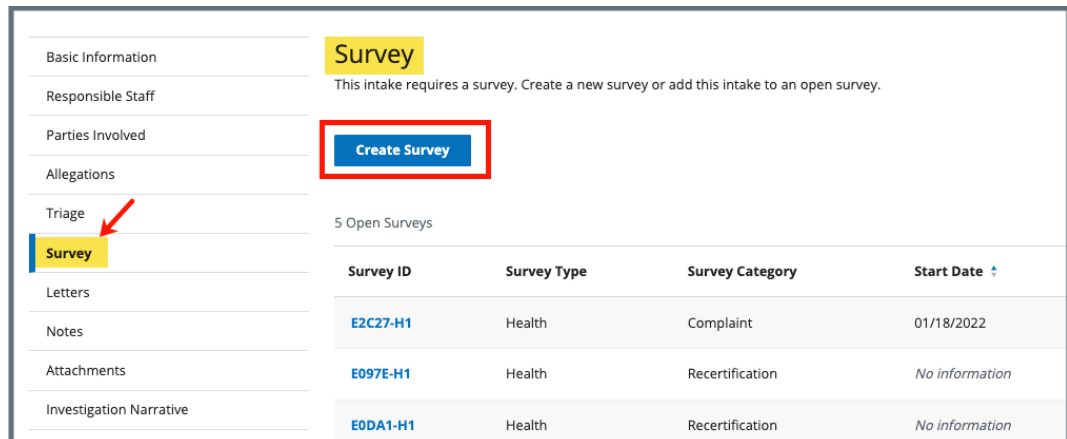 Basic Information
Responsible Staff
Parties Involved
Allegations
Triage
Survey
Letters
Notes
Attachments
Investigation Narrative
Survey
This intake requires a survey. Create a new survey or add this intake to an open survey.
Create Survey
5 Open Surveys
Survey ID Survey Type Survey Category Start Date
E2C27-H1 Health Complaint 01/18/2022
E097E-H1 Health Recertification No information
E0DA1-H1 Health Recertification No information